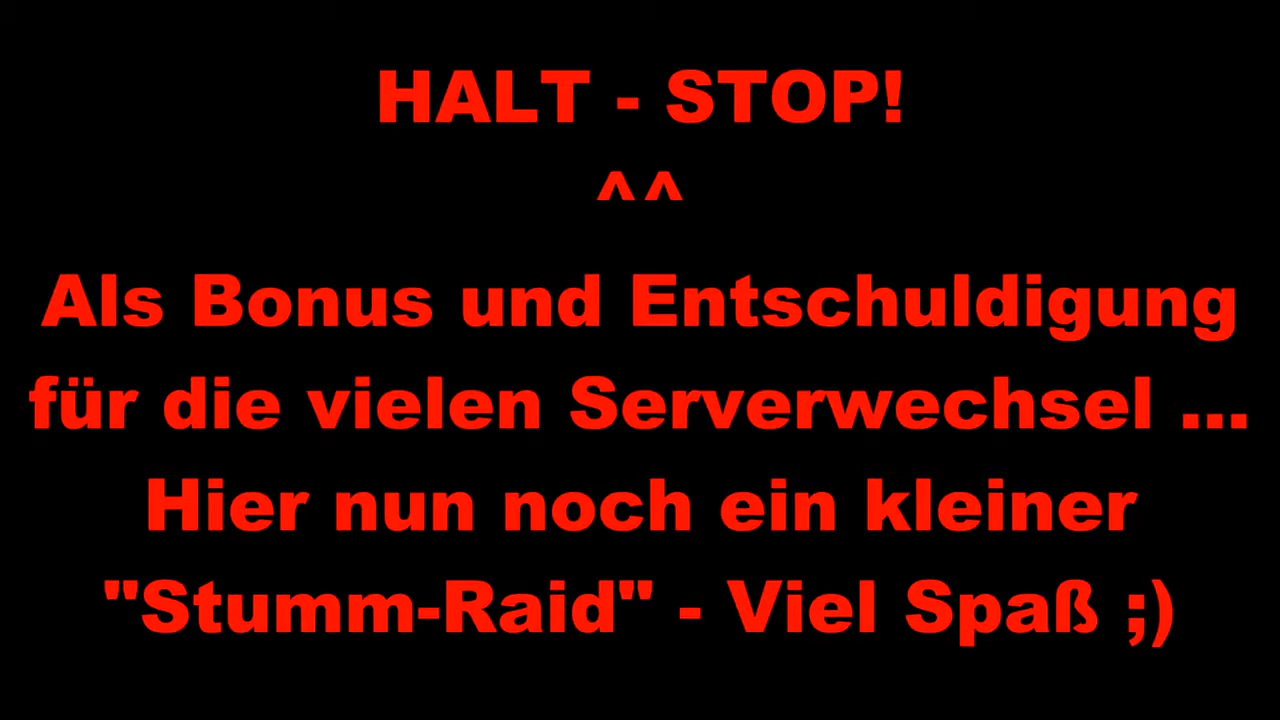 HALT - STOP!
^^
Als Bonus und Entschuldigung
für die vielen Serverwechsel ...
Hier nun noch ein kleiner
"Stumm-Raid" - Viel Spaß ;)